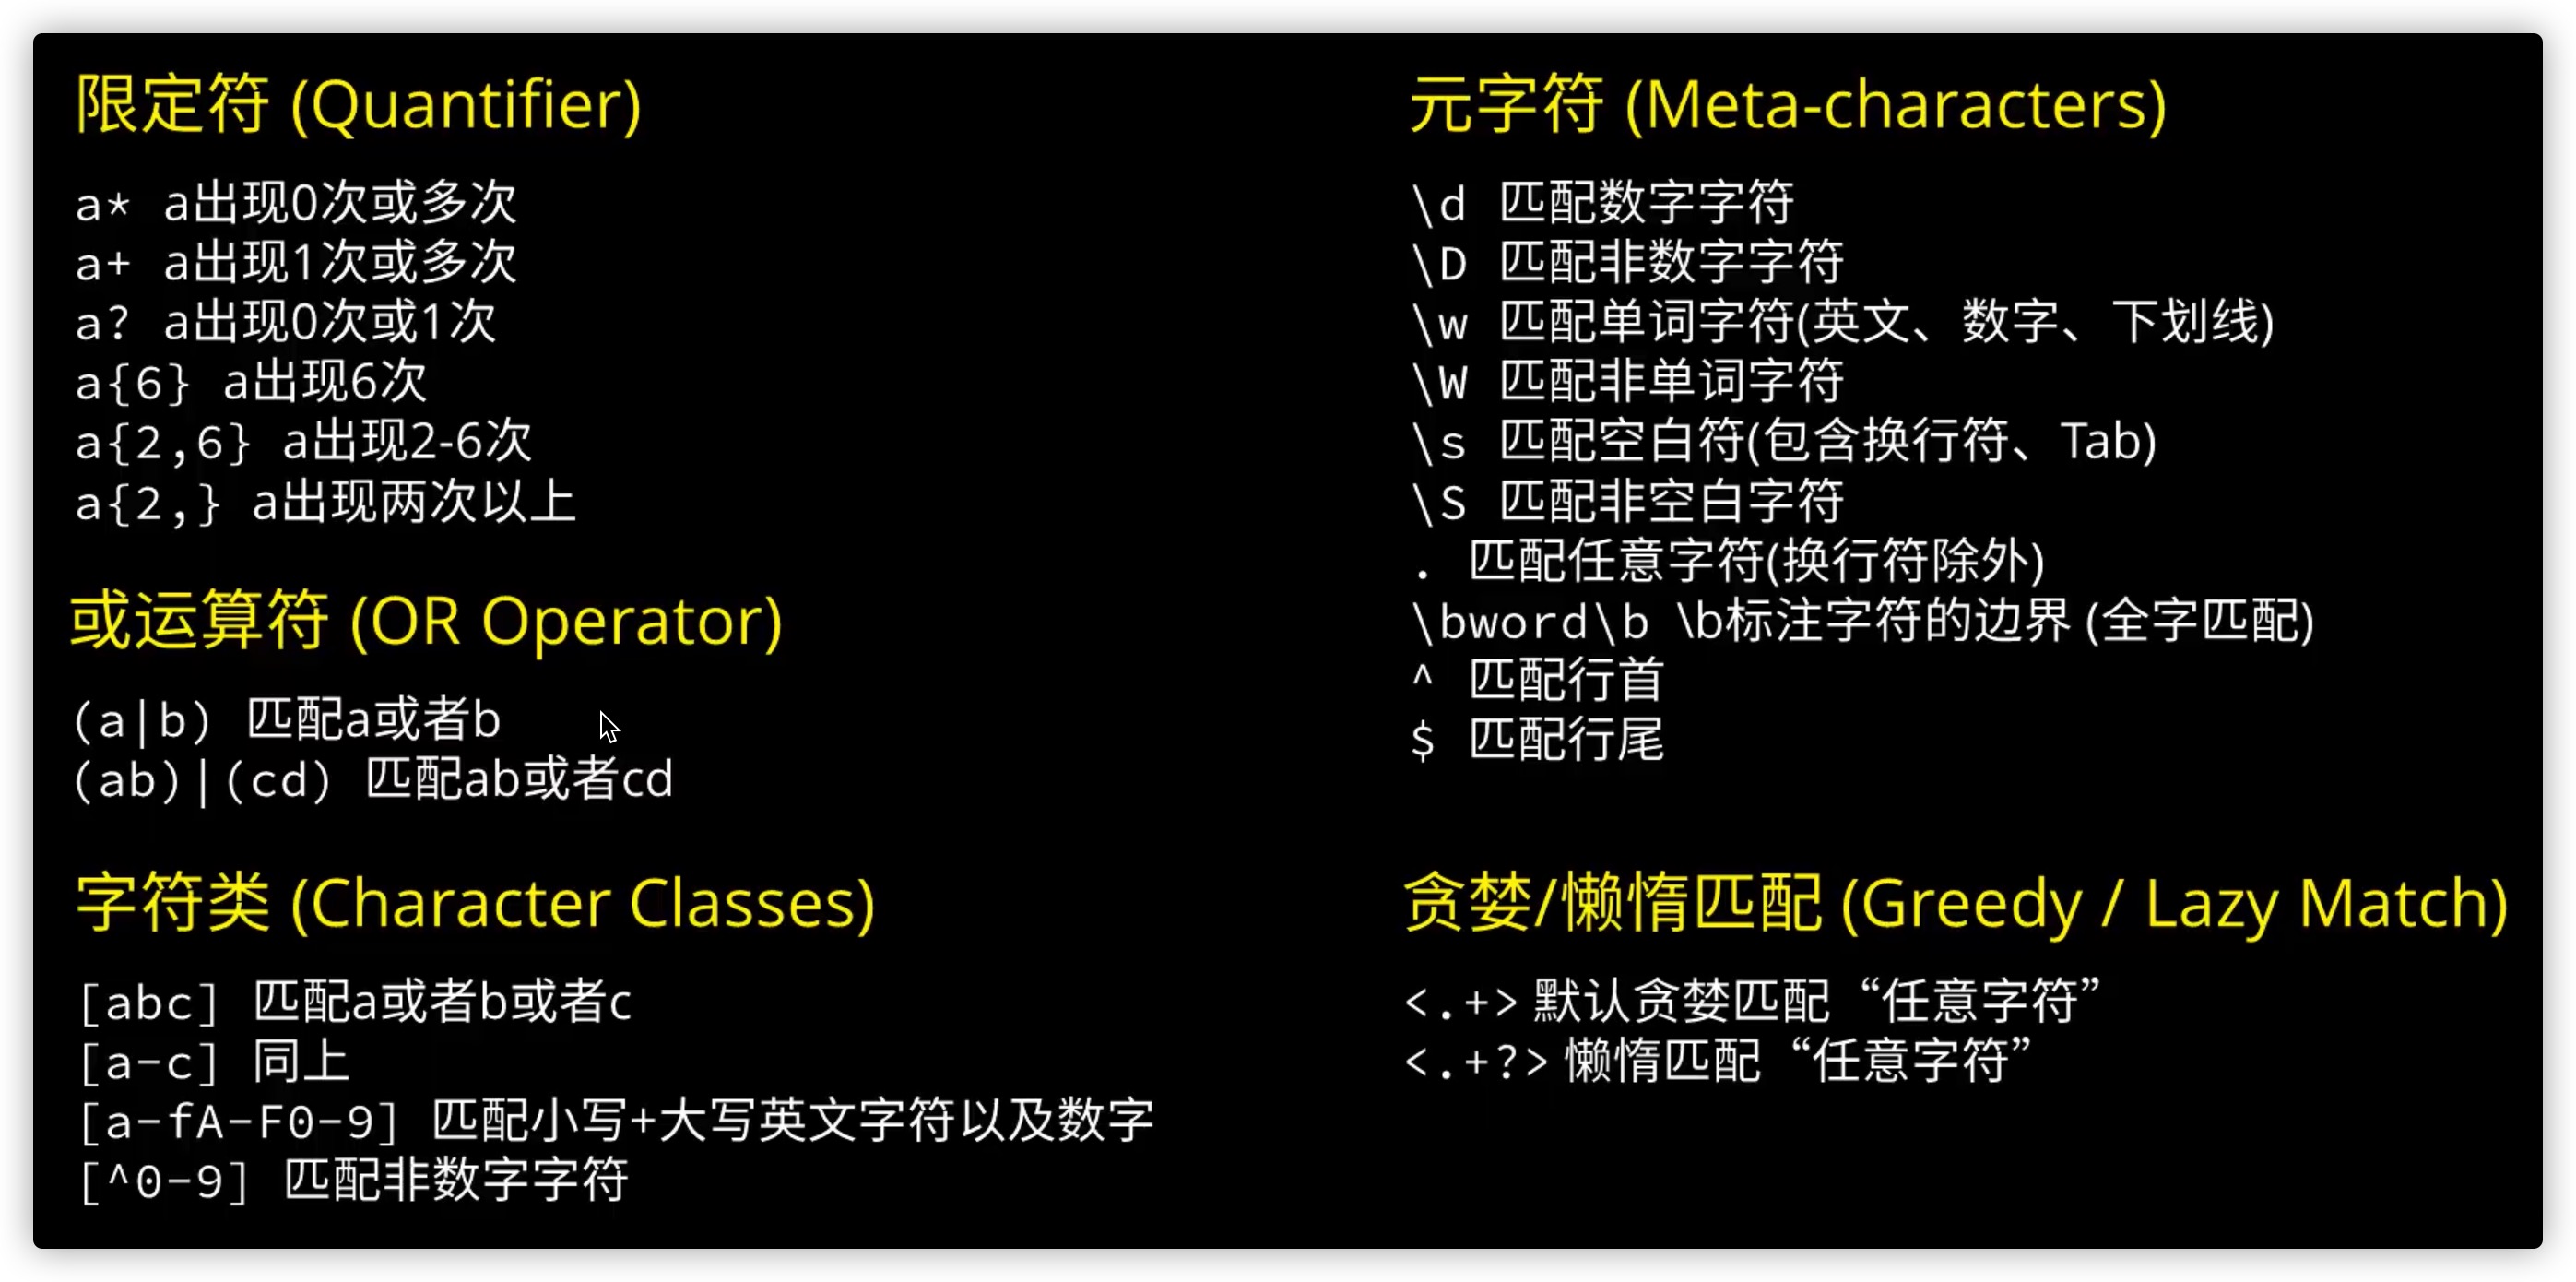 限定符 (Quantifier)
a* a出现0次或多次
a+ a出现1次或多次
a? a出现0次或1次
a{6} a出现6次
a{2,6} a出现2-6次
a{2,} a出现两次以上
或运算符 (OR Operator)
(a|b) 匹配a或者b
(ab)|(cd) 匹配ab或者cd
字符类 (Character Classes)
[abc] 匹配a或者b或者c
[a-c] 同上
[a-fA-F0-9] 匹配小写+大写英文字符以及数字
[^0-9] 匹配非数字字符
元字符 (Meta-characters)
\d 匹配数字字符
\D 匹配非数字字符
\w 匹配单词字符(英文、数字、下划线)
\W 匹配非单词字符
\s 匹配空白符(包含换行符、Tab)
\S 匹配非空白字符
. 匹配任意字符(换行符除外)
\bword\b \b标注字符的边界 (全字匹配)
^ 匹配行首
$ 匹配行尾
贪婪/懒惰匹配 (Greedy / Lazy Match)
<.+> 默认贪婪匹配“任意字符”
<.+?> 懒惰匹配“任意字符”